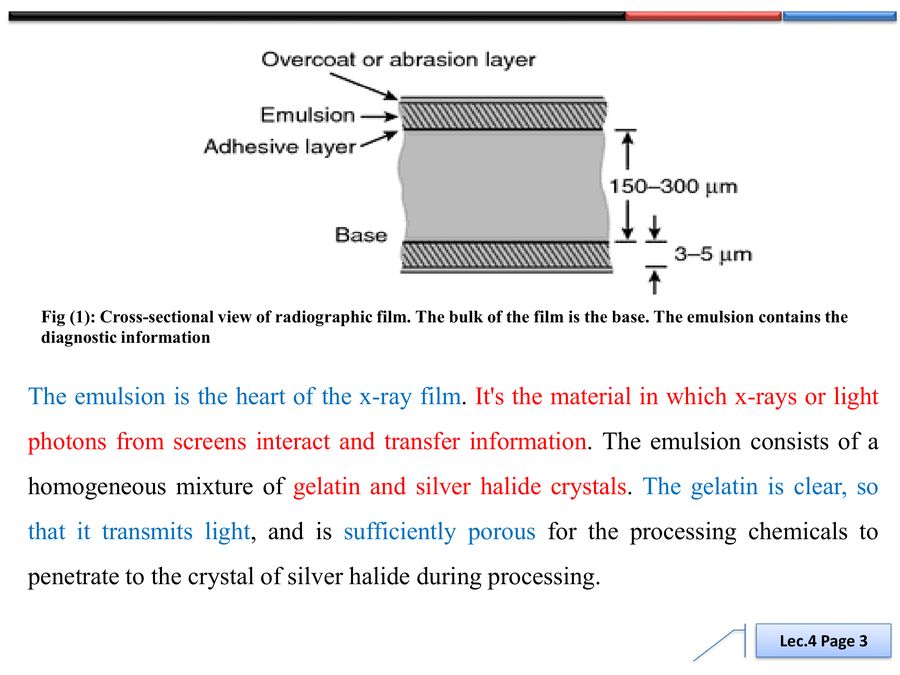 Overcoat or abrasion layer
Emulsion
Adhesive layer
150–300 μm
Base
3–5 μm
Fig (1): Cross-sectional view of radiographic film. The bulk of the film is the base. The emulsion contains the
diagnostic information
The emulsion is the heart of the x-ray film. It's the material in which x-rays or light
photons from screens interact and transfer information. The emulsion consists of a
homogeneous mixture of gelatin and silver halide crystals. The gelatin is clear, so
that it transmits light, and is sufficiently porous for the processing chemicals to
penetrate to the crystal of silver halide during processing.
Lec.4 Page 3